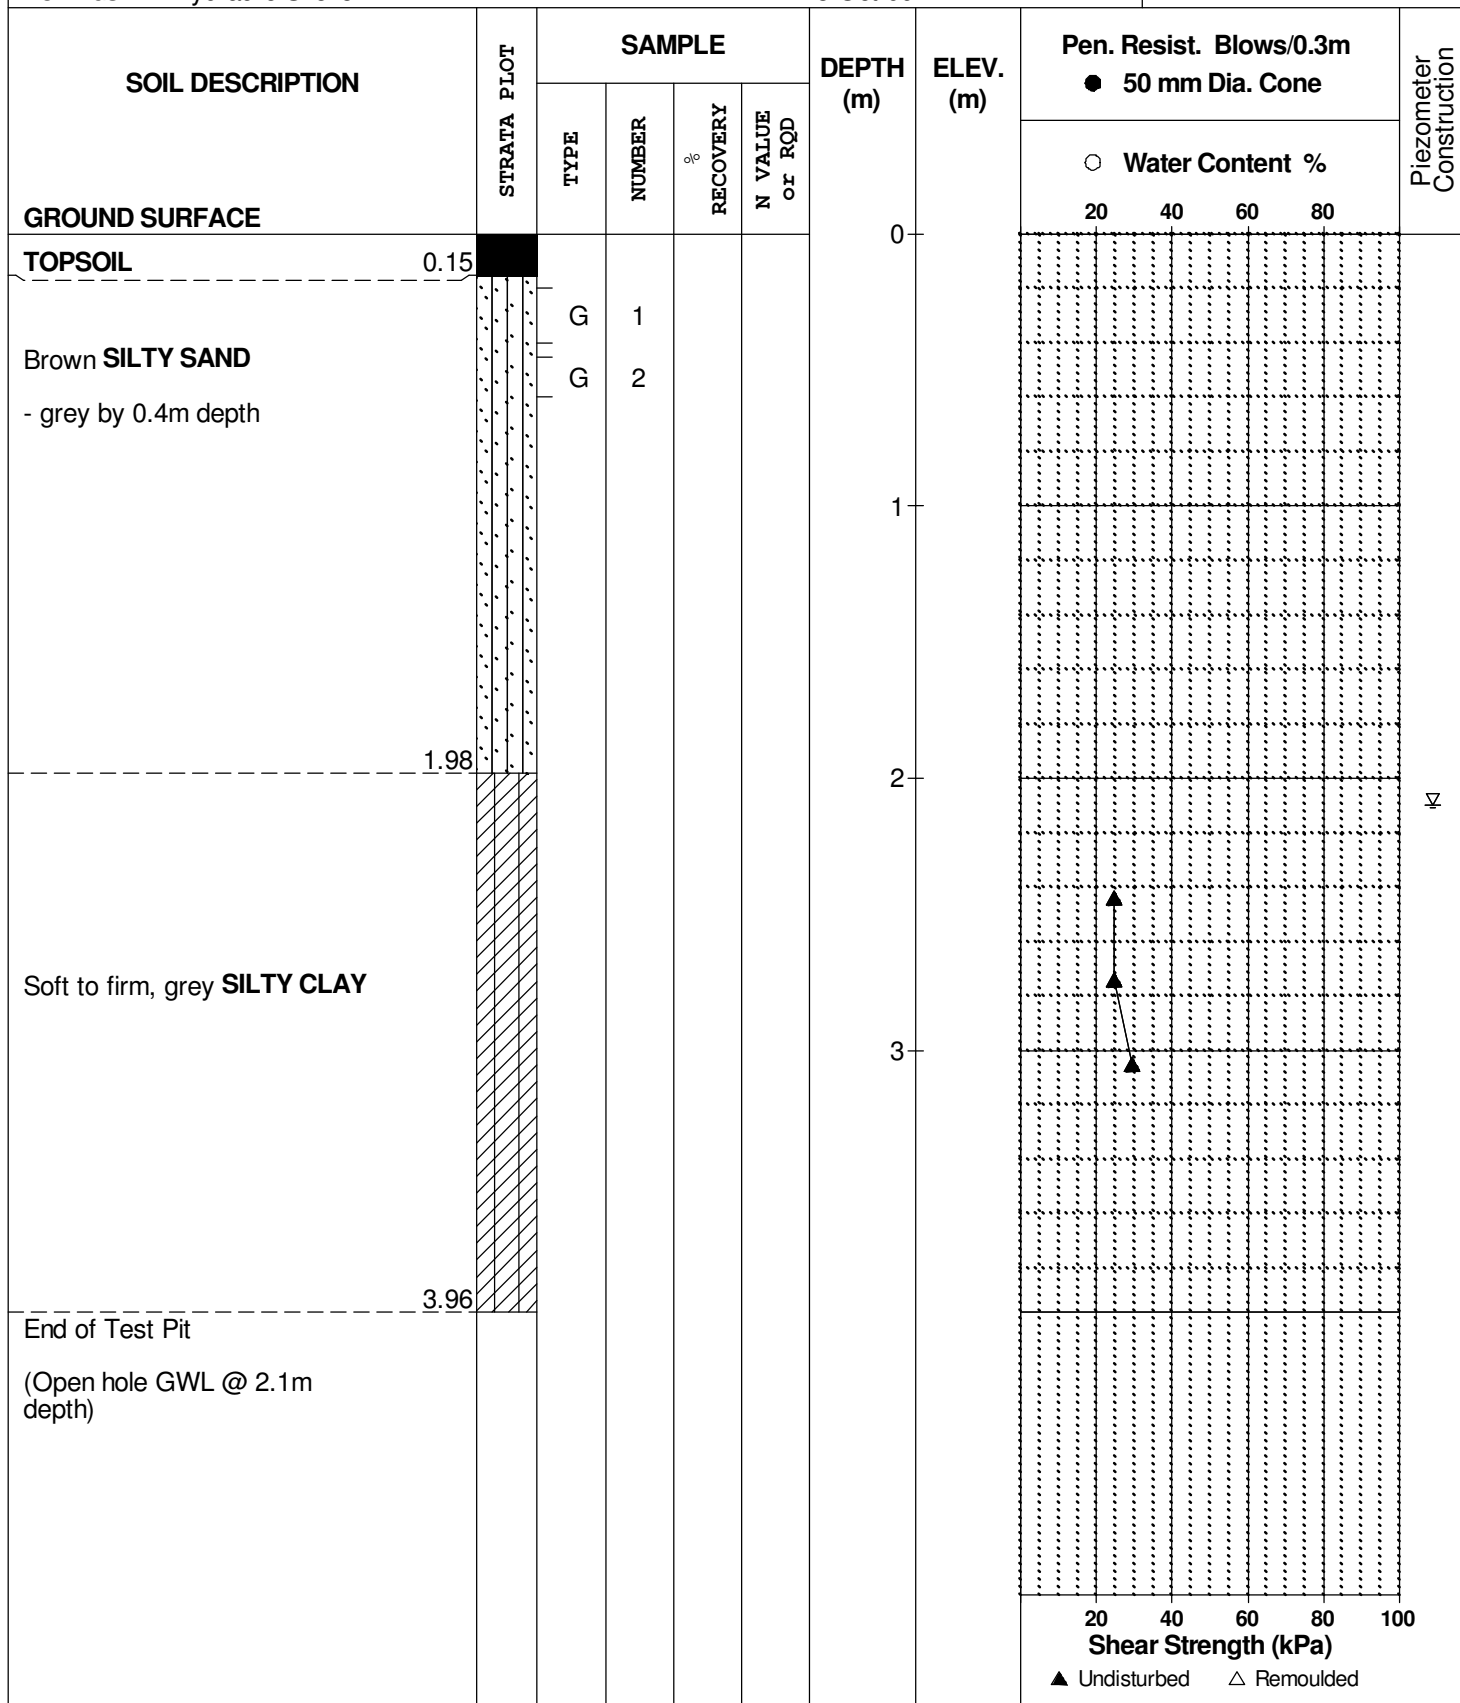 SOIL DESCRIPTION
GROUND SURFACE
STRATA PLOT
SAMPLE
TYPE
NUMBER
%
RECOVERY
N VALUE
or RQD
DEPTH
(m)
ELEV.
(m)
Pen. Resist. Blows/0.3m
50 mm Dia. Cone
Water Content %
20 40 60 80
Piezometer
Construction
0
TOPSOIL 0.15
G 1
Brown SILTY SAND
G 2
- grey by 0.4m depth
1
1.98
2
Soft to firm, grey SILTY CLAY
3
3.96
End of Test Pit
(Open hole GWL @ 2.1m
depth)
20 40 60 80 100
Shear Strength (kPa)
▲ Undisturbed △ Remoulded